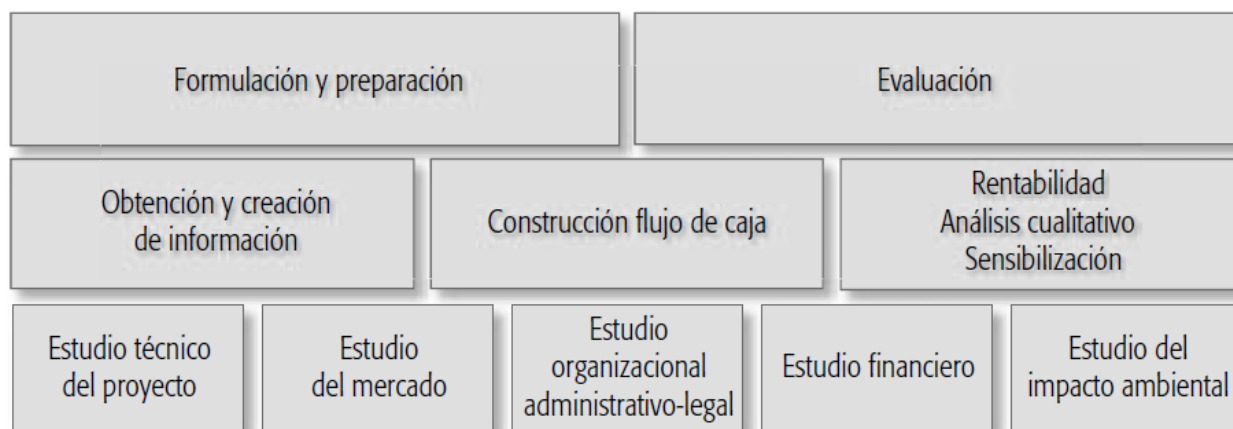 Formulación y preparación
Evaluación
Obtención y creación
de información
Construcción flujo de caja
Rentabilidad
Análisis cualitativo
Sensibilización
Estudio técnico
del proyecto
Estudio
del mercado
Estudio
organizacional
administrativo-legal
Estudio financiero
Estudio del
impacto ambiental